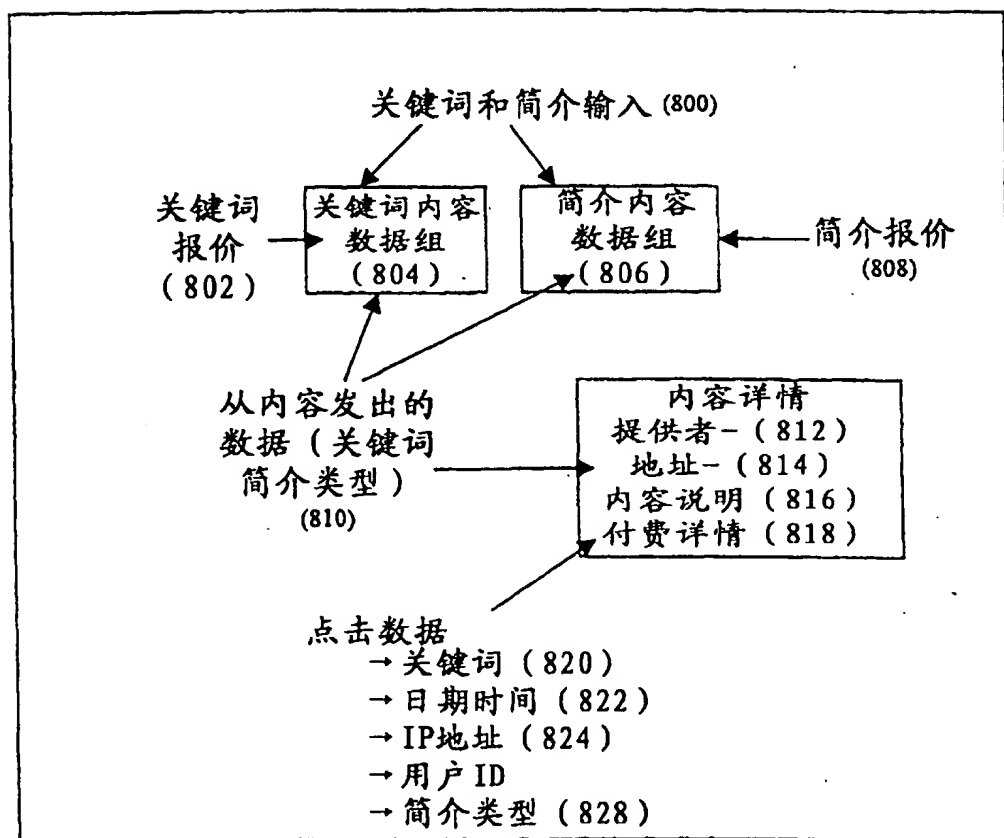 关键词和简介输入 (800)
关键词
报价
(802)
关键词内容
数据组
(804)
简介内容
数据组
(806)
简介报价
(808)
从内容发出的
数据(关键词
简介类型)
(810)
内容详情
提供者-(812)
地址-(814)
内容说明(816)
付费详情(818)
点击数据
→关键词(820)
→日期时间(822)
→IP地址(824)
→用户ID
→简介类型(828)